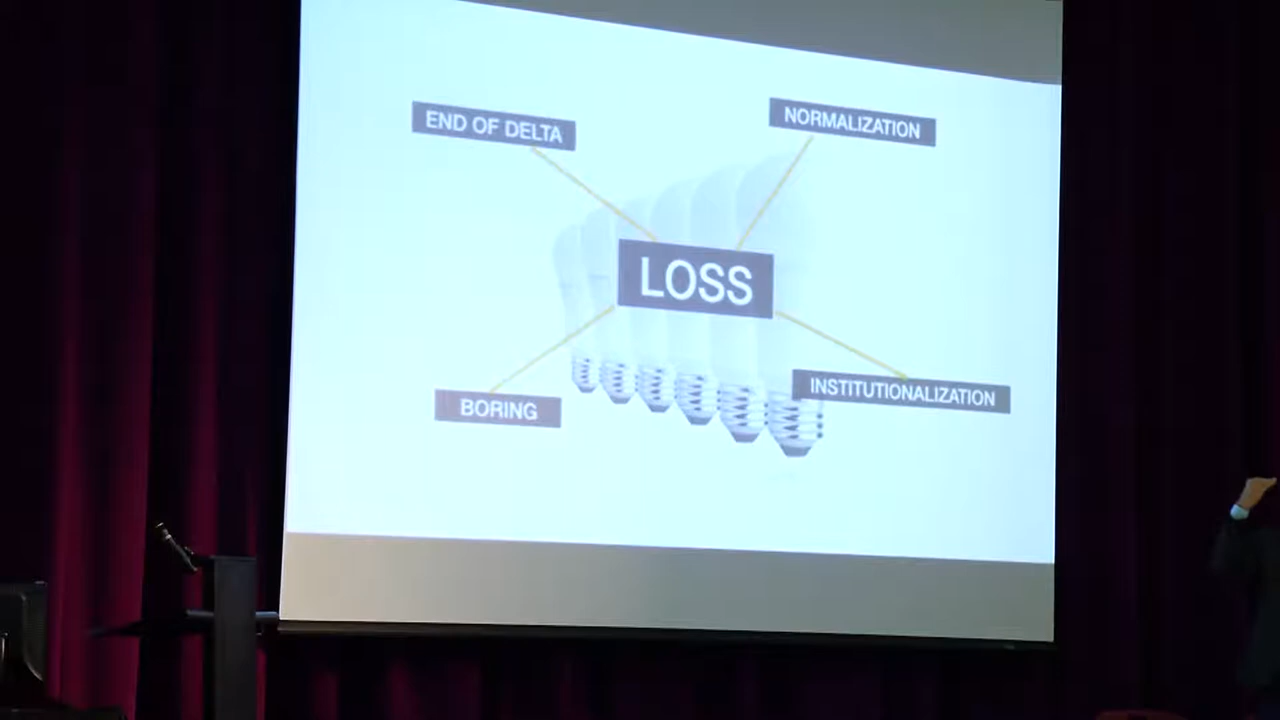 END OF DELTA
NORMALIZATION
LOSS
BORING
INSTITUTIONALIZATION